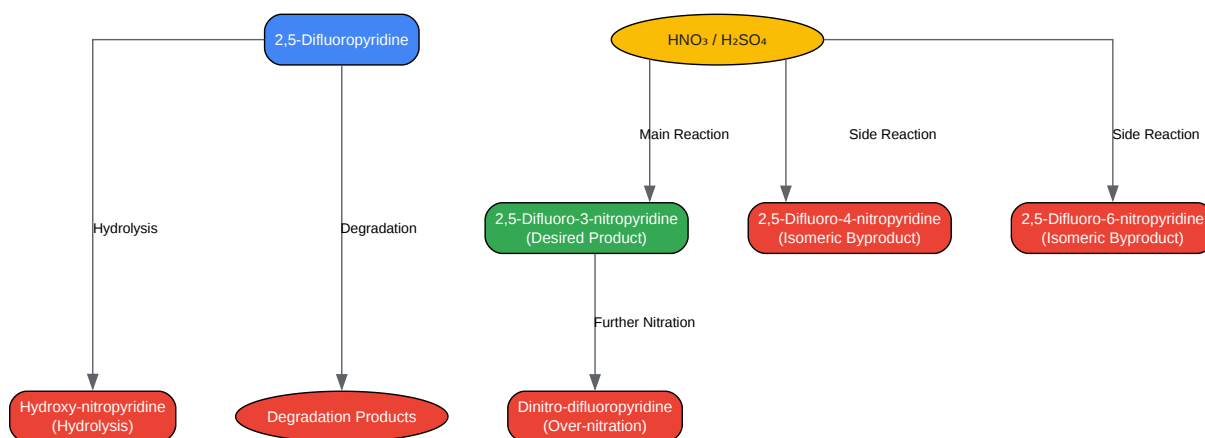 2,5-Difluoropyridine
HNO₃ / H₂SO₄
Main Reaction
Side Reaction
Side Reaction
Hydrolysis
Degradation
2,5-Difluoro-3-nitropyridine
(Desired Product)
2,5-Difluoro-4-nitropyridine
(Isomeric Byproduct)
2,5-Difluoro-6-nitropyridine
(Isomeric Byproduct)
Further Nitration
Hydroxy-nitropyridine
(Hydrolysis)
Degradation Products
Dinitro-difluoropyridine
(Over-nitration)